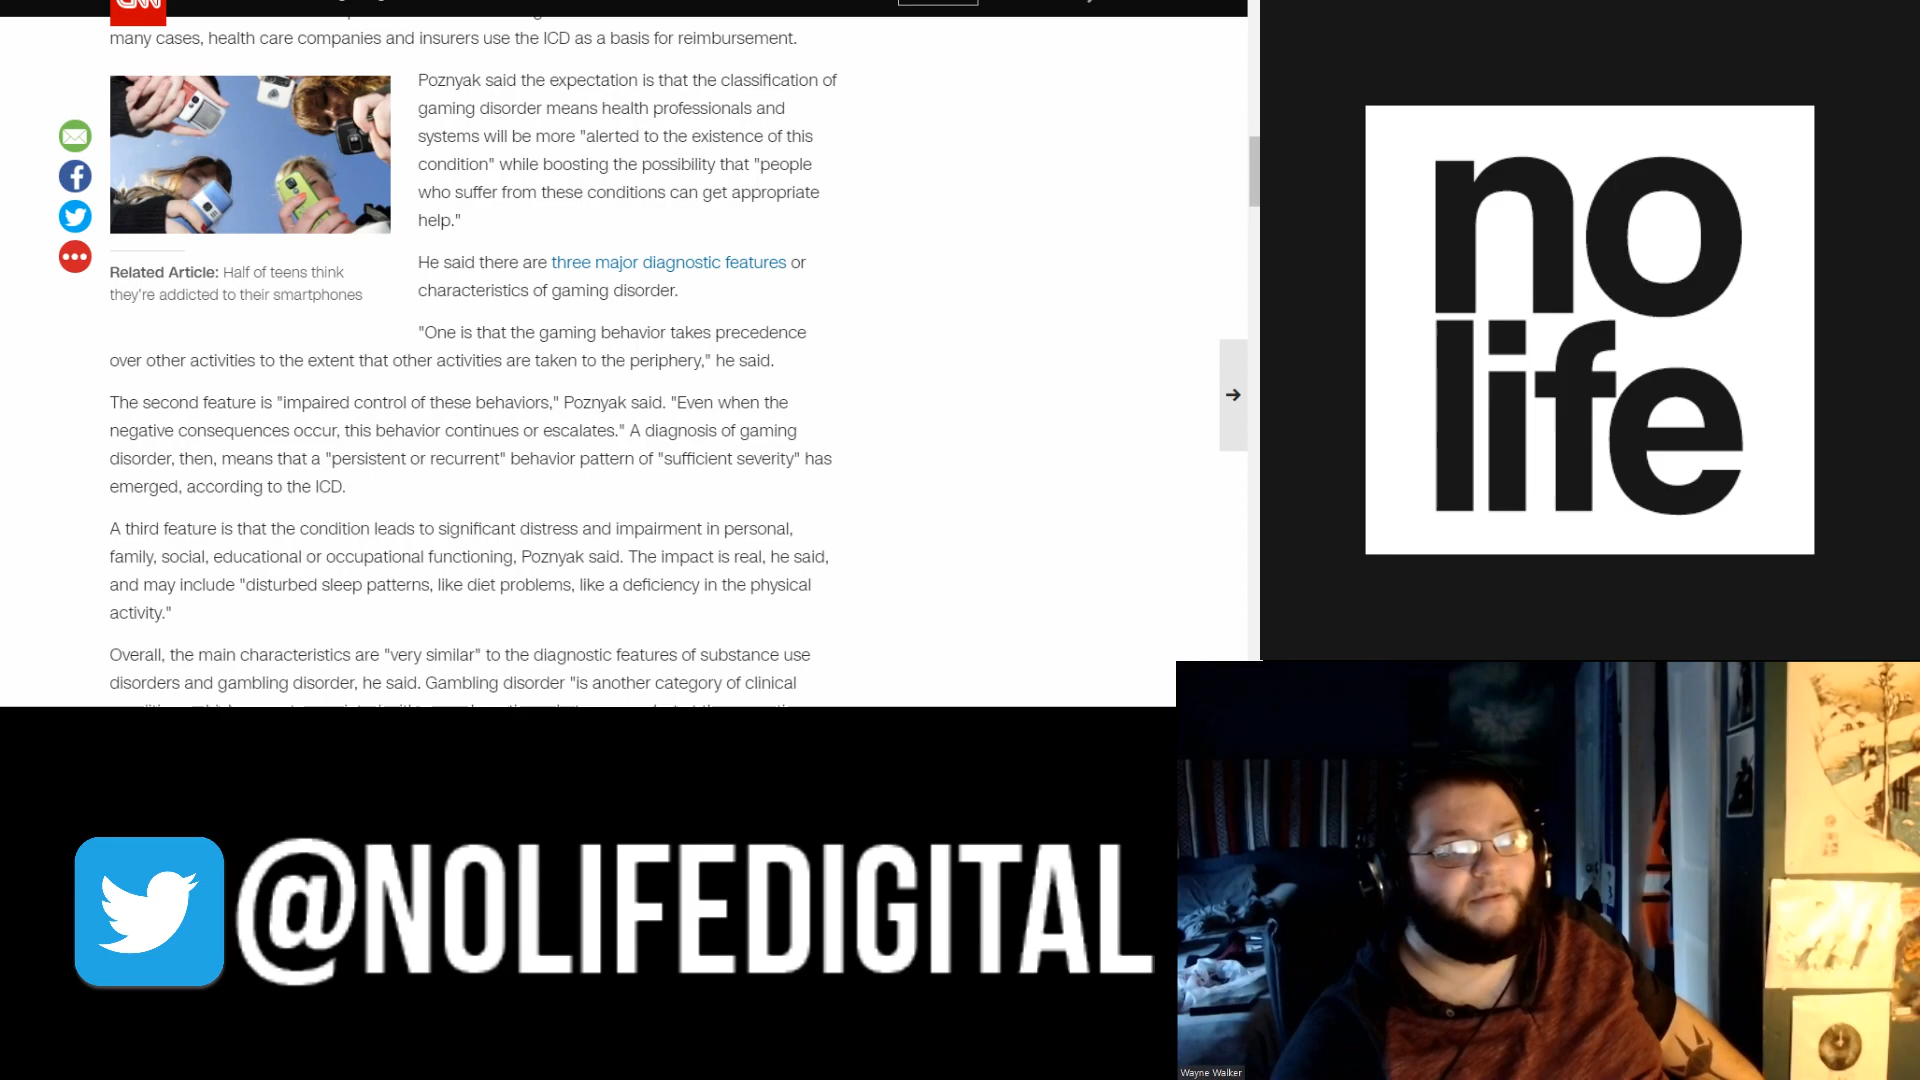 CNN
many cases, health care companies and insurers use the ICD as a basis for reimbursement.
Poznyak said the expectation is that the classification of
gaming disorder means health professionals and
systems will be more "alerted to the existence of this
condition" while boosting the possibility that "people
who suffer from these conditions can get appropriate
help."
Related Article: Half of teens think
they're addicted to their smartphones
He said there are three major diagnostic features or
characteristics of gaming disorder.
"One is that the gaming behavior takes precedence
over other activities to the extent that other activities are taken to the periphery," he said.
The second feature is "impaired control of these behaviors," Poznyak said. "Even when the
negative consequences occur, this behavior continues or escalates." A diagnosis of gaming
disorder, then, means that a "persistent or recurrent" behavior pattern of "sufficient severity" has
emerged, according to the ICD.
A third feature is that the condition leads to significant distress and impairment in personal,
family, social, educational or occupational functioning, Poznyak said. The impact is real, he said,
and may include "disturbed sleep patterns, like diet problems, like a deficiency in the physical
activity."
Overall, the main characteristics are "very similar" to the diagnostic features of substance use
disorders and gambling disorder, he said. Gambling disorder "is another category of clinical
no
life
@NOLIFEDIGITAL
Wayne Walker